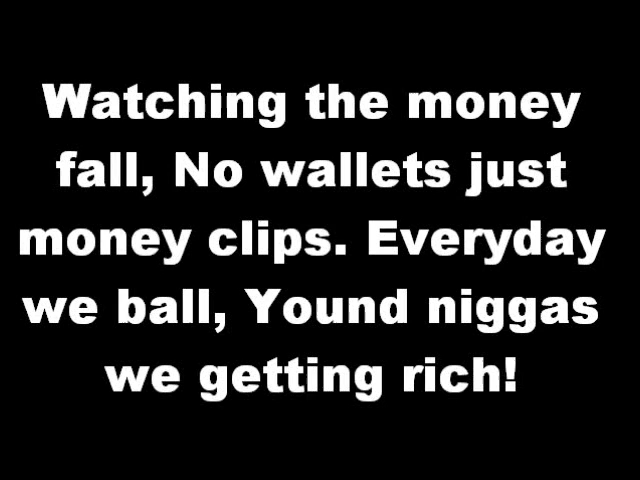 Watching the money
fall, No wallets just
money clips. Everyday
we ball, Yound niggas
we getting rich!